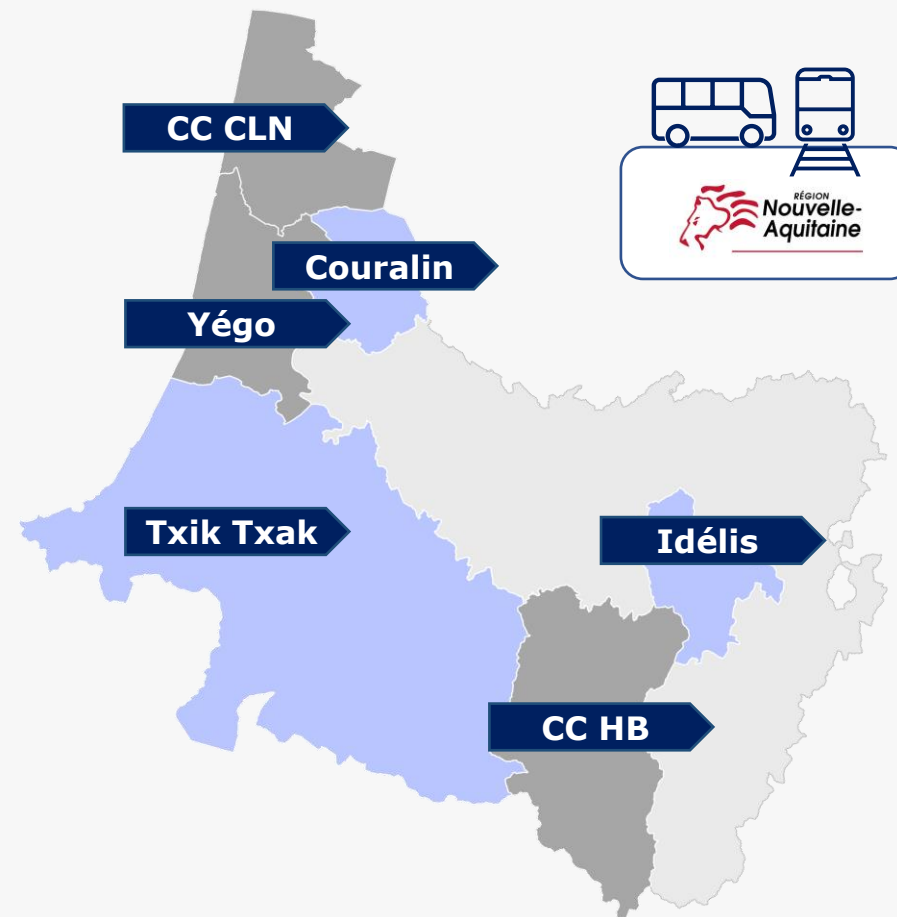 CC CLN
RÉGION
Nouvelle-
Aquitaine
Couralin
Yégo
Txik Txak
Idélis
CC HB